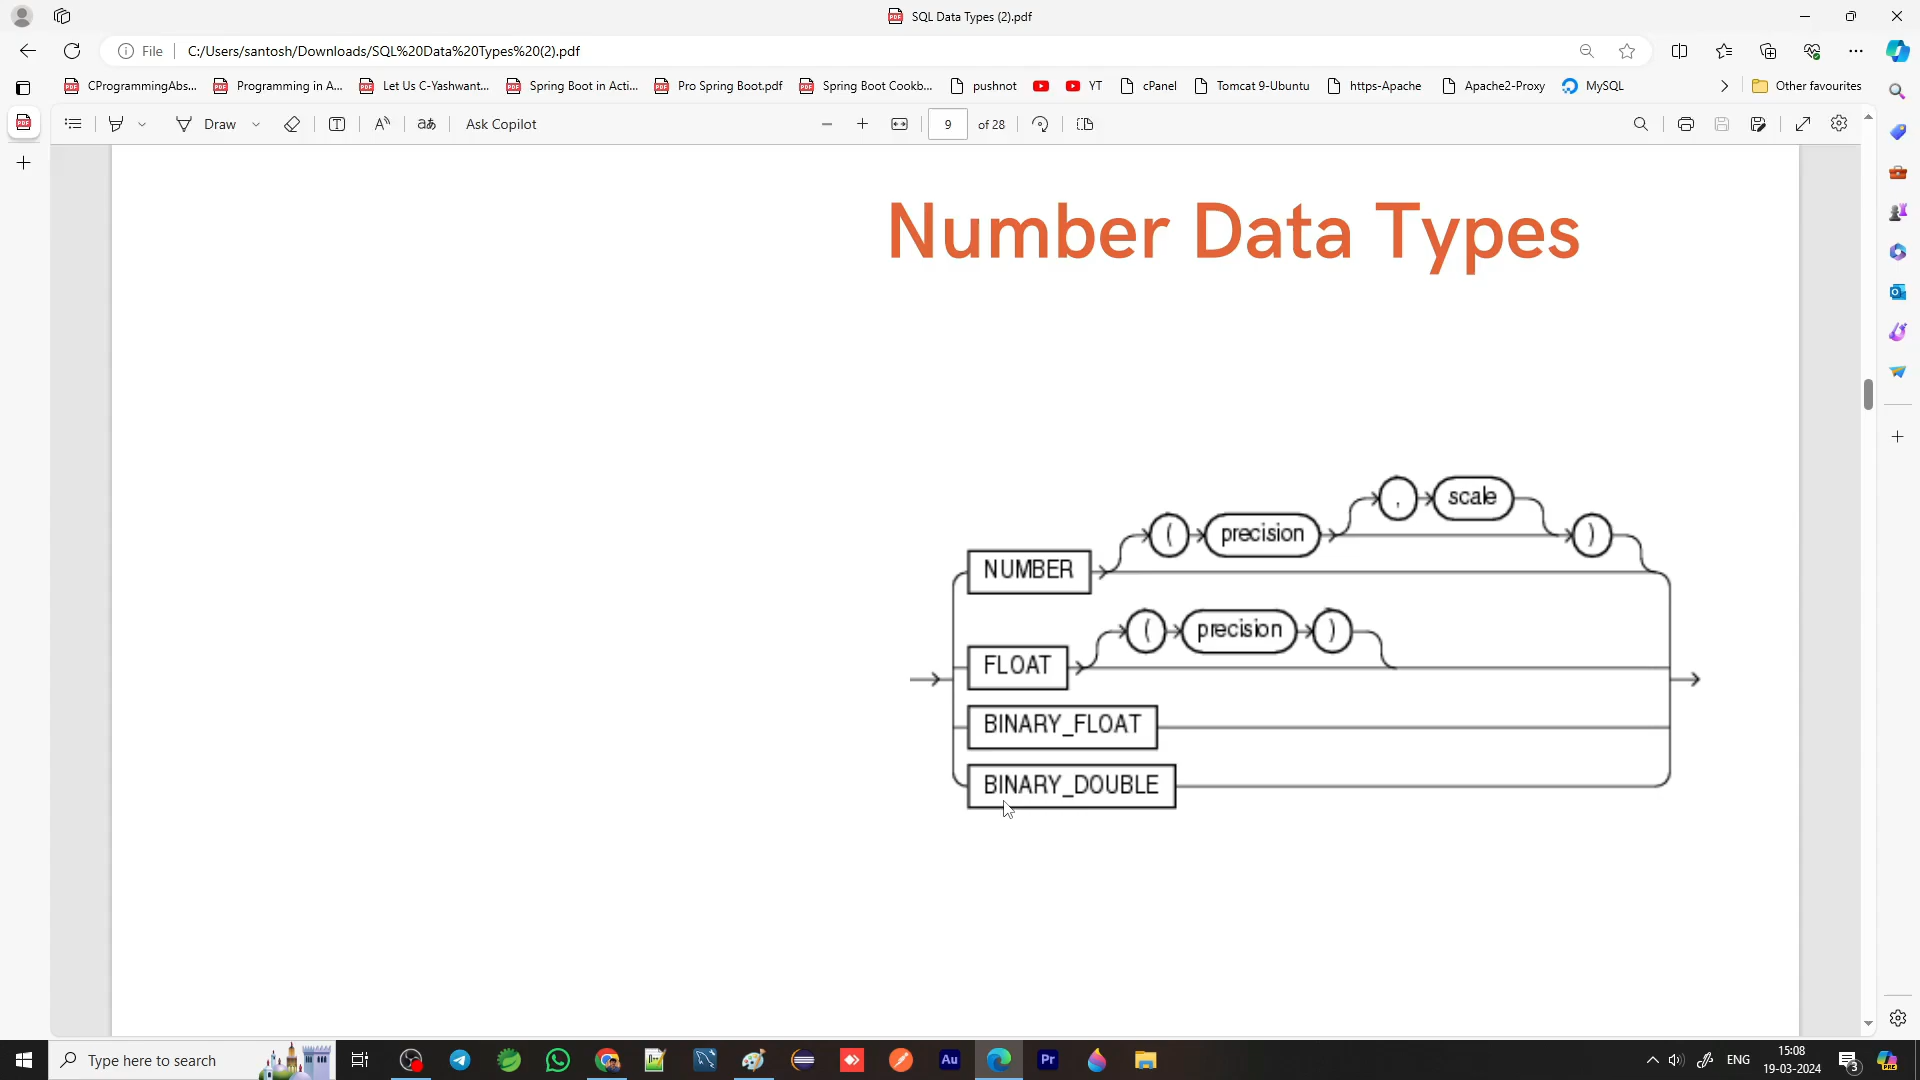 SQL Data Types (2).pdf
File
C:/Users/santosh/Downloads/SQL%20Data%20Types%20(2).pdf
CProgrammingAbs...
Programming in A...
Let Us C-Yashwant...
Spring Boot in Acti...
Pro Spring Boot.pdf
Spring Boot Cookb...
pushnot
YT
cPanel
Tomcat 9-Ubuntu
https-Apache
Apache2-Proxy
MySQL
Other favourites
Draw
Ask Copilot
9 of 28
Number Data Types
NUMBER ( precision , scale )
FLOAT ( precision )
BINARY_FLOAT
BINARY_DOUBLE
Type here to search
Au
Pr
ENG
15:08
19-03-2024
3